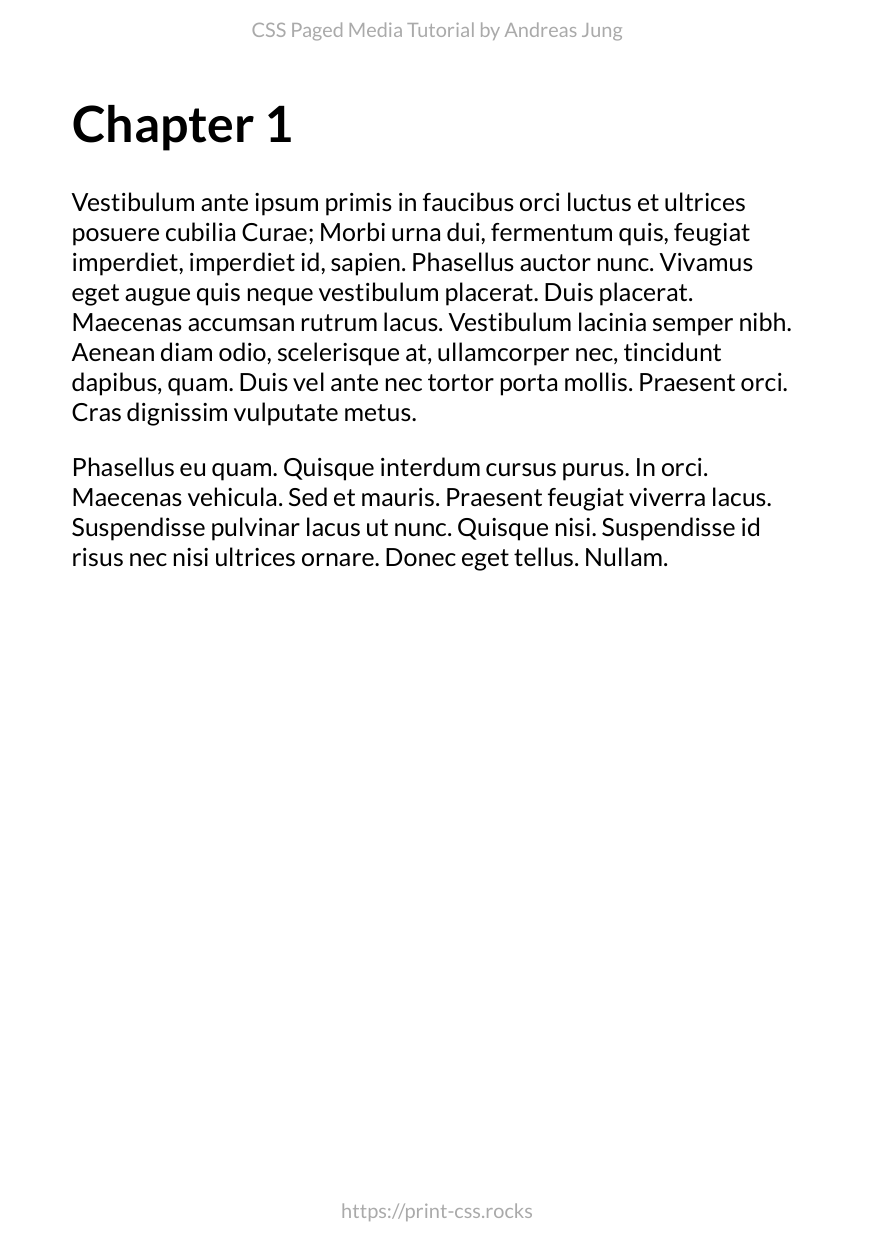 CSS Paged Media Tutorial by Andreas Jung
Chapter 1
Vestibulum ante ipsum primis in faucibus orci luctus et ultrices
posuere cubilia Curae; Morbi urna dui, fermentum quis, feugiat
imperdiet, imperdiet id, sapien. Phasellus auctor nunc. Vivamus
eget augue quis neque vestibulum placerat. Duis placerat.
Maecenas accumsan rutrum lacus. Vestibulum lacinia semper nibh.
Aenean diam odio, scelerisque at, ullamcorper nec, tincidunt
dapibus, quam. Duis vel ante nec tortor porta mollis. Praesent orci.
Cras dignissim vulputate metus.
Phasellus eu quam. Quisque interdum cursus purus. In orci.
Maecenas vehicula. Sed et mauris. Praesent feugiat viverra lacus.
Suspendisse pulvinar lacus ut nunc. Quisque nisi. Suspendisse id
risus nec nisi ultrices ornare. Donec eget tellus. Nullam.
https://print-css.rocks